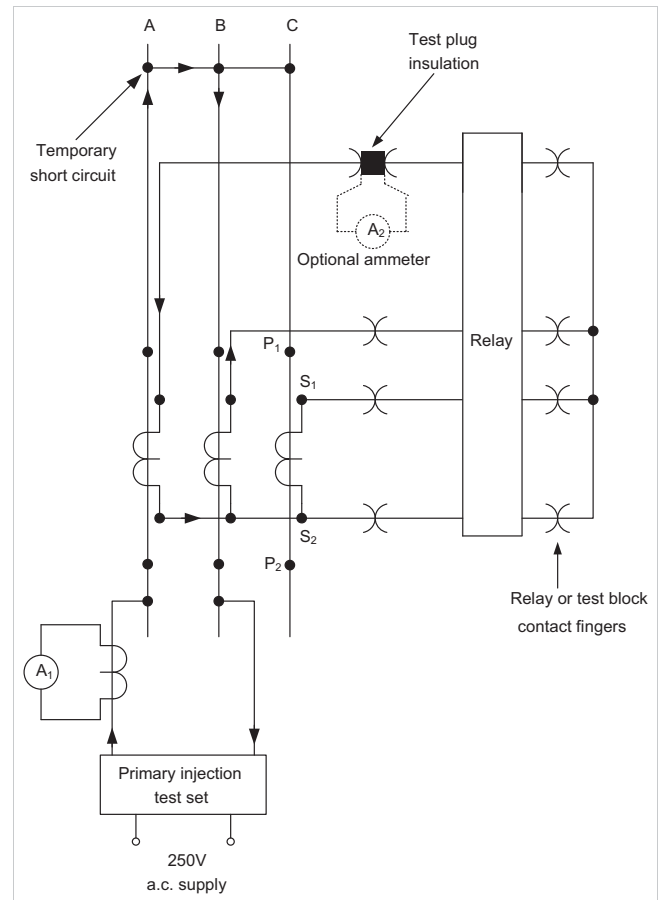 A
B
C
Test plug
insulation
Temporary
short circuit
A2
Optional ammeter
Relay
P1
S1
S2
P2
Relay or test block
contact fingers
A1
Primary injection
test set
250V
a.c. supply